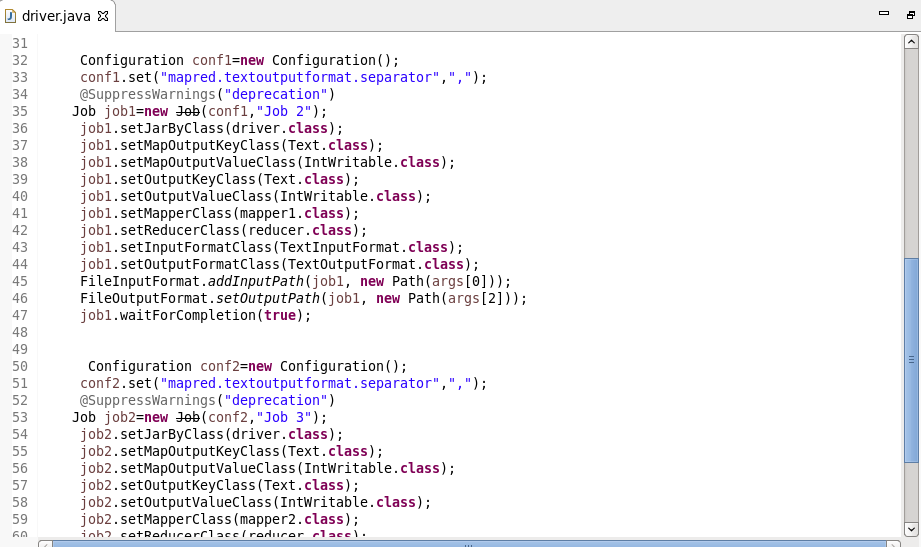 driver.java
31
32 Configuration conf1=new Configuration();
33 conf1.set("mapred.textoutputformat.separator",",");
34 @SuppressWarnings("deprecation")
35 Job job1=new Job(conf1,"Job 2");
36 job1.setJarByClass(driver.class);
37 job1.setMapOutputKeyClass(Text.class);
38 job1.setMapOutputValueClass(IntWritable.class);
39 job1.setOutputKeyClass(Text.class);
40 job1.setOutputValueClass(IntWritable.class);
41 job1.setMapperClass(mapper1.class);
42 job1.setReducerClass(reducer.class);
43 job1.setInputFormatClass(TextInputFormat.class);
44 job1.setOutputFormatClass(TextOutputFormat.class);
45 FileInputFormat.addInputPath(job1, new Path(args[0]));
46 FileOutputFormat.setOutputPath(job1, new Path(args[2]));
47 job1.waitForCompletion(true);
48
49
50 Configuration conf2=new Configuration();
51 conf2.set("mapred.textoutputformat.separator",",");
52 @SuppressWarnings("deprecation")
53 Job job2=new Job(conf2,"Job 3");
54 job2.setJarByClass(driver.class);
55 job2.setMapOutputKeyClass(Text.class);
56 job2.setMapOutputValueClass(IntWritable.class);
57 job2.setOutputKeyClass(Text.class);
58 job2.setOutputValueClass(IntWritable.class);
59 job2.setMapperClass(mapper2.class);
60 job2.setReducerClass(reducer.class);